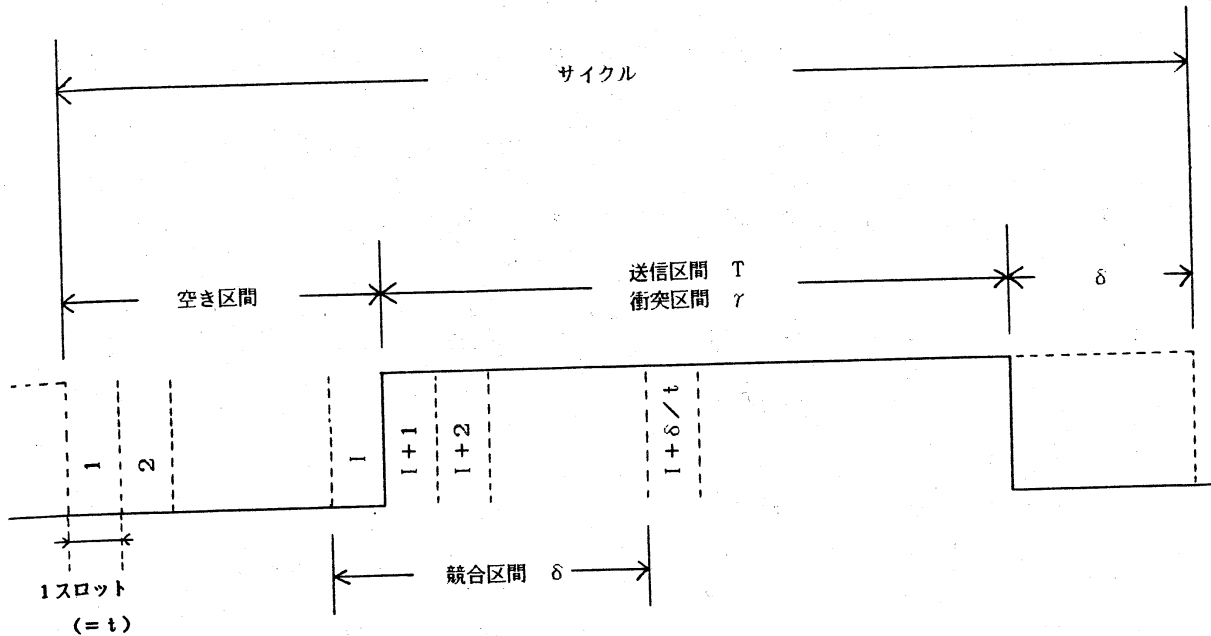 サイクル
空き区間
送信区間 T
衝突区間 γ
δ
1
2
I
I+1
I+2
I+δ/t
競合区間 δ
1スロット
(=t)